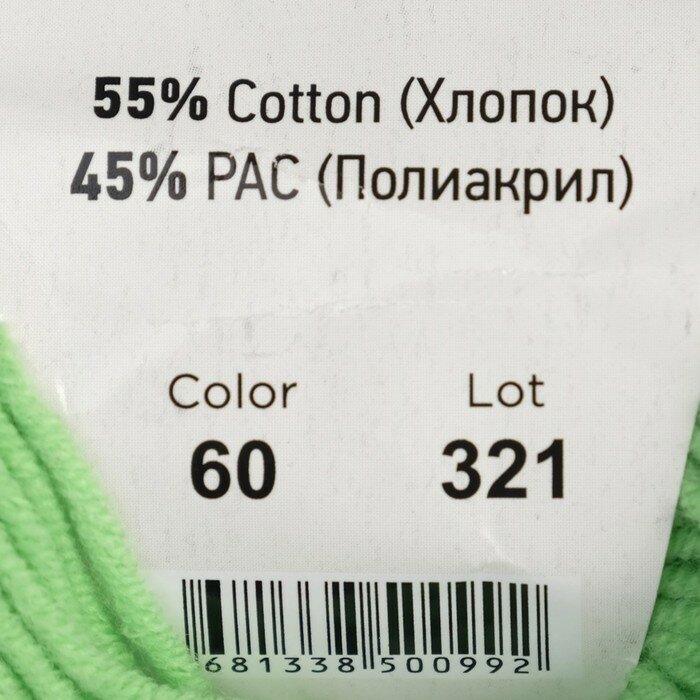 55% Cotton (Хлопок)
45% PAC (Полиакрил)
Color Lot
60 321
681338 500992